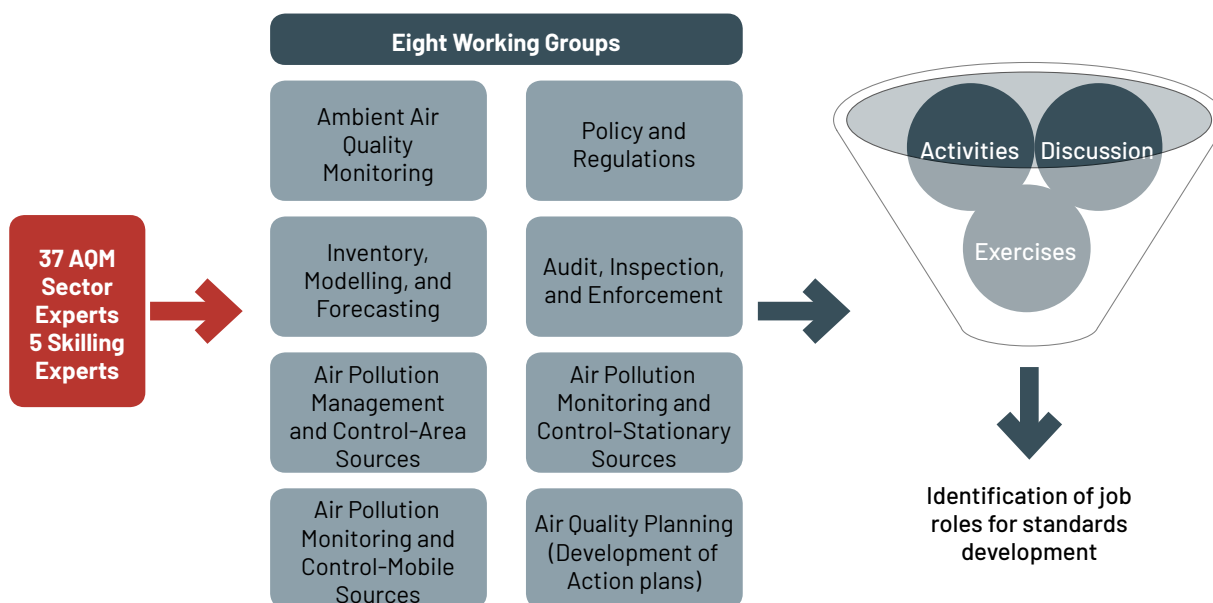 Eight Working Groups
37 AQM
Sector
Experts
5 Skilling
Experts
Ambient Air
Quality
Monitoring
Policy and
Regulations
Inventory,
Modelling, and
Forecasting
Audit, Inspection,
and Enforcement
Air Pollution
Management
and Control-Area
Sources
Air Pollution
Monitoring and
Control-Stationary
Sources
Air Pollution
Monitoring and
Control-Mobile
Sources
Air Quality Planning
(Development of
Action plans)
Activities
Discussion
Exercises
Identification of job
roles for standards
development